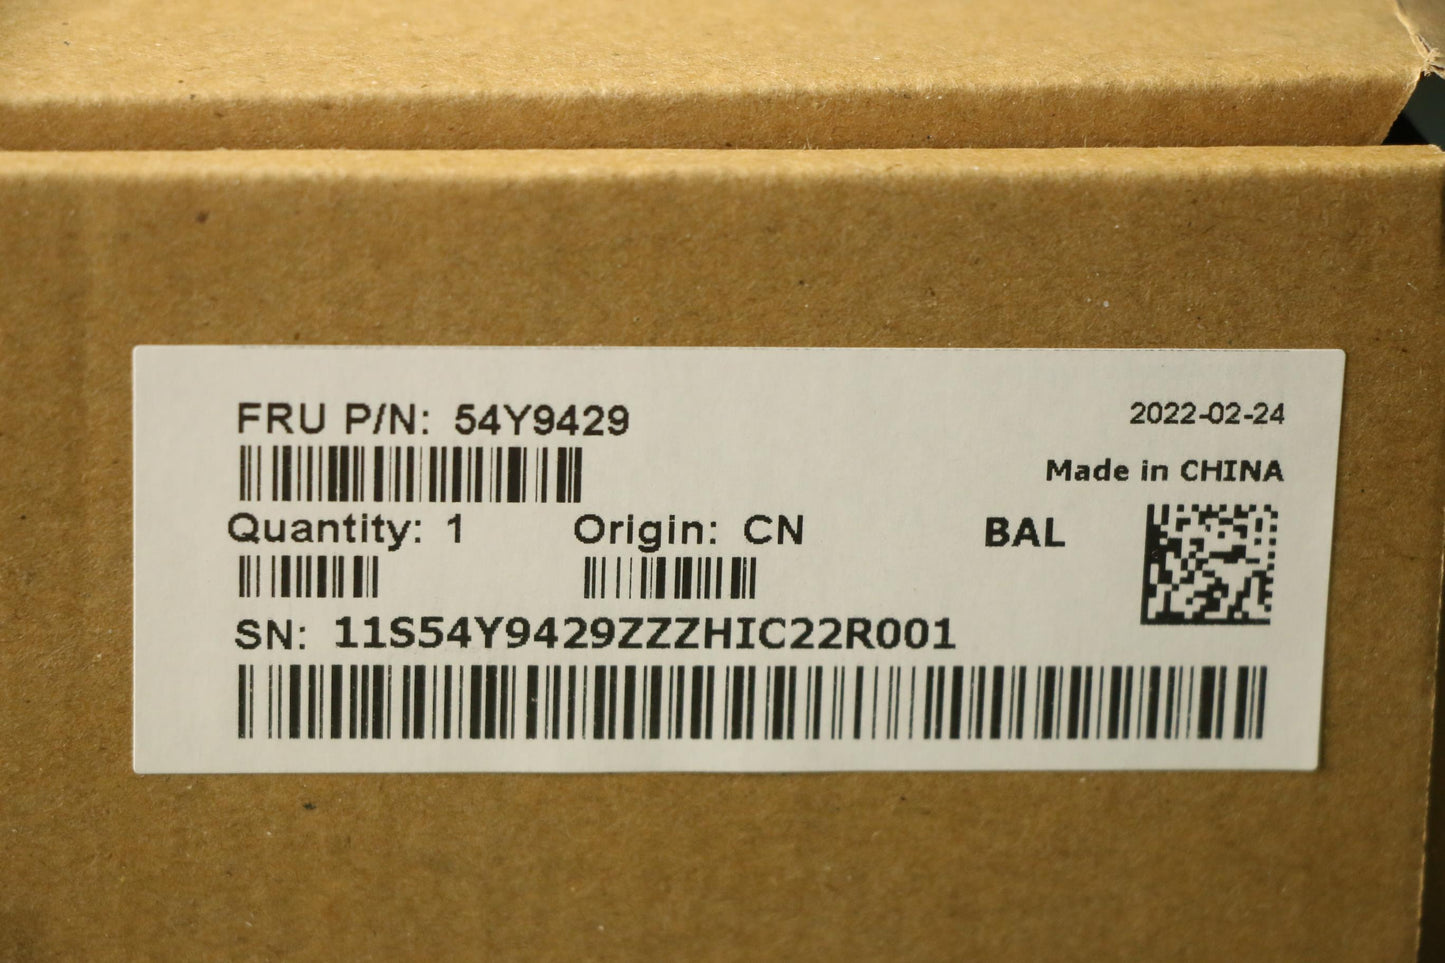 FRU P/N: 54Y9429
2022-02-24
Made in CHINA
Quantity: 1 Origin: CN BAL
SN: 11S54Y9429ZZZHIC22R001